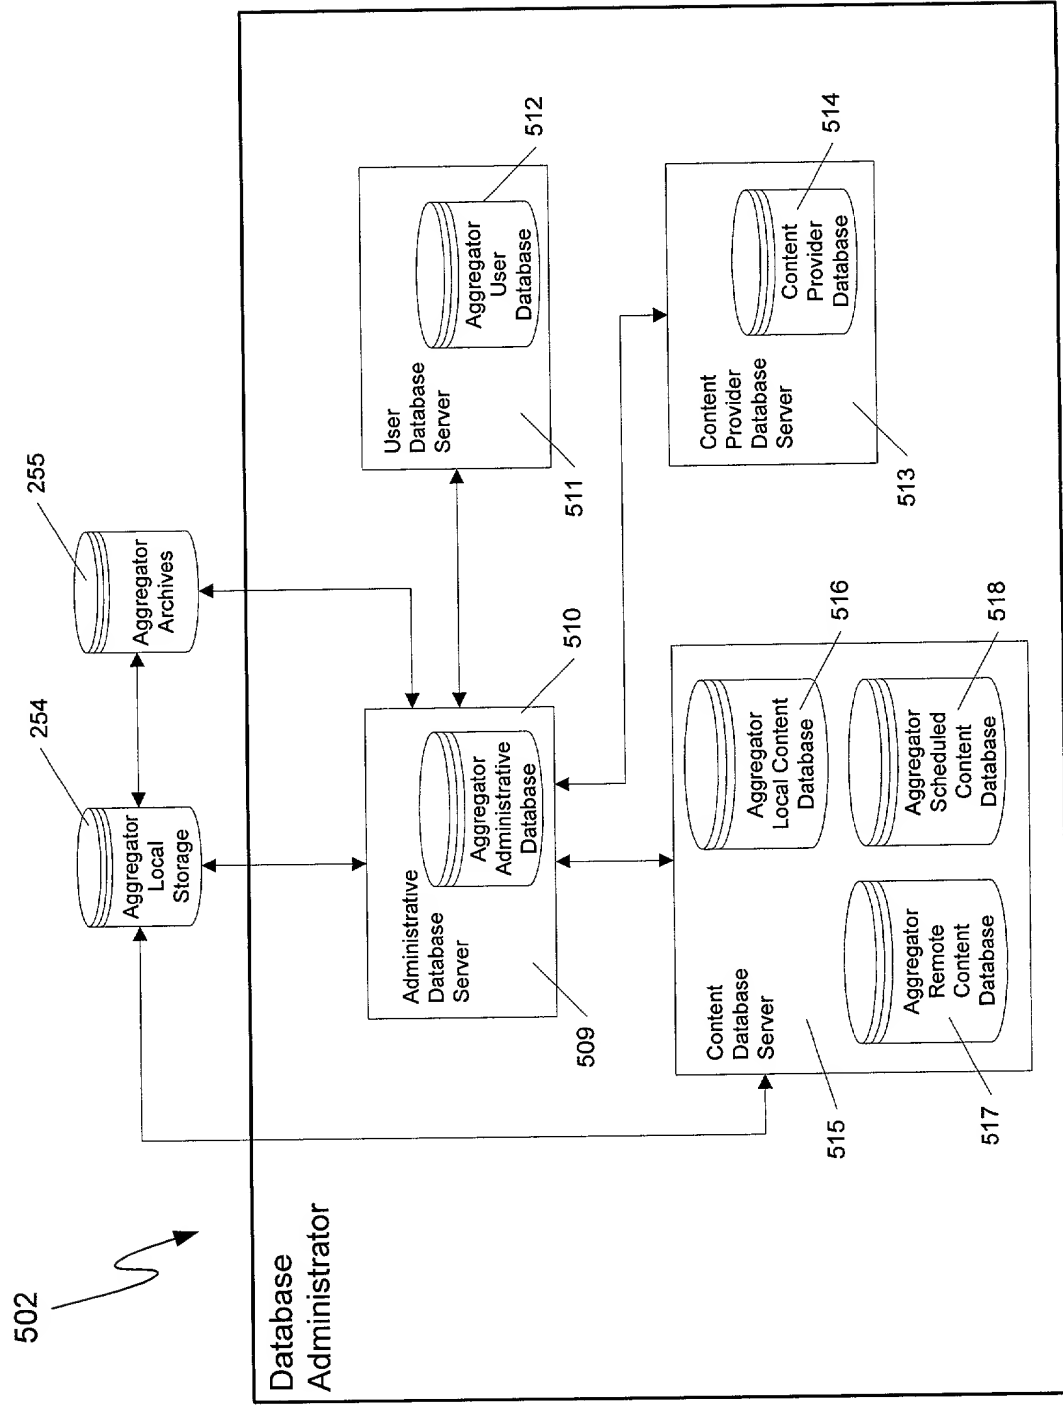 502
Database
Administrator
254
Aggregator
Local
Storage
255
Aggregator
Archives
Administrative
Database
Server
509
Aggregator
Administrative
Database
510
User
Database
Server
511
Aggregator
User
Database
512
Content
Database
Server
515
Aggregator
Local Content
Database
516
Aggregator
Remote
Content
Database
517
Aggregator
Scheduled
Content
Database
518
Content
Provider
Database
Server
513
Content
Provider
Database
514